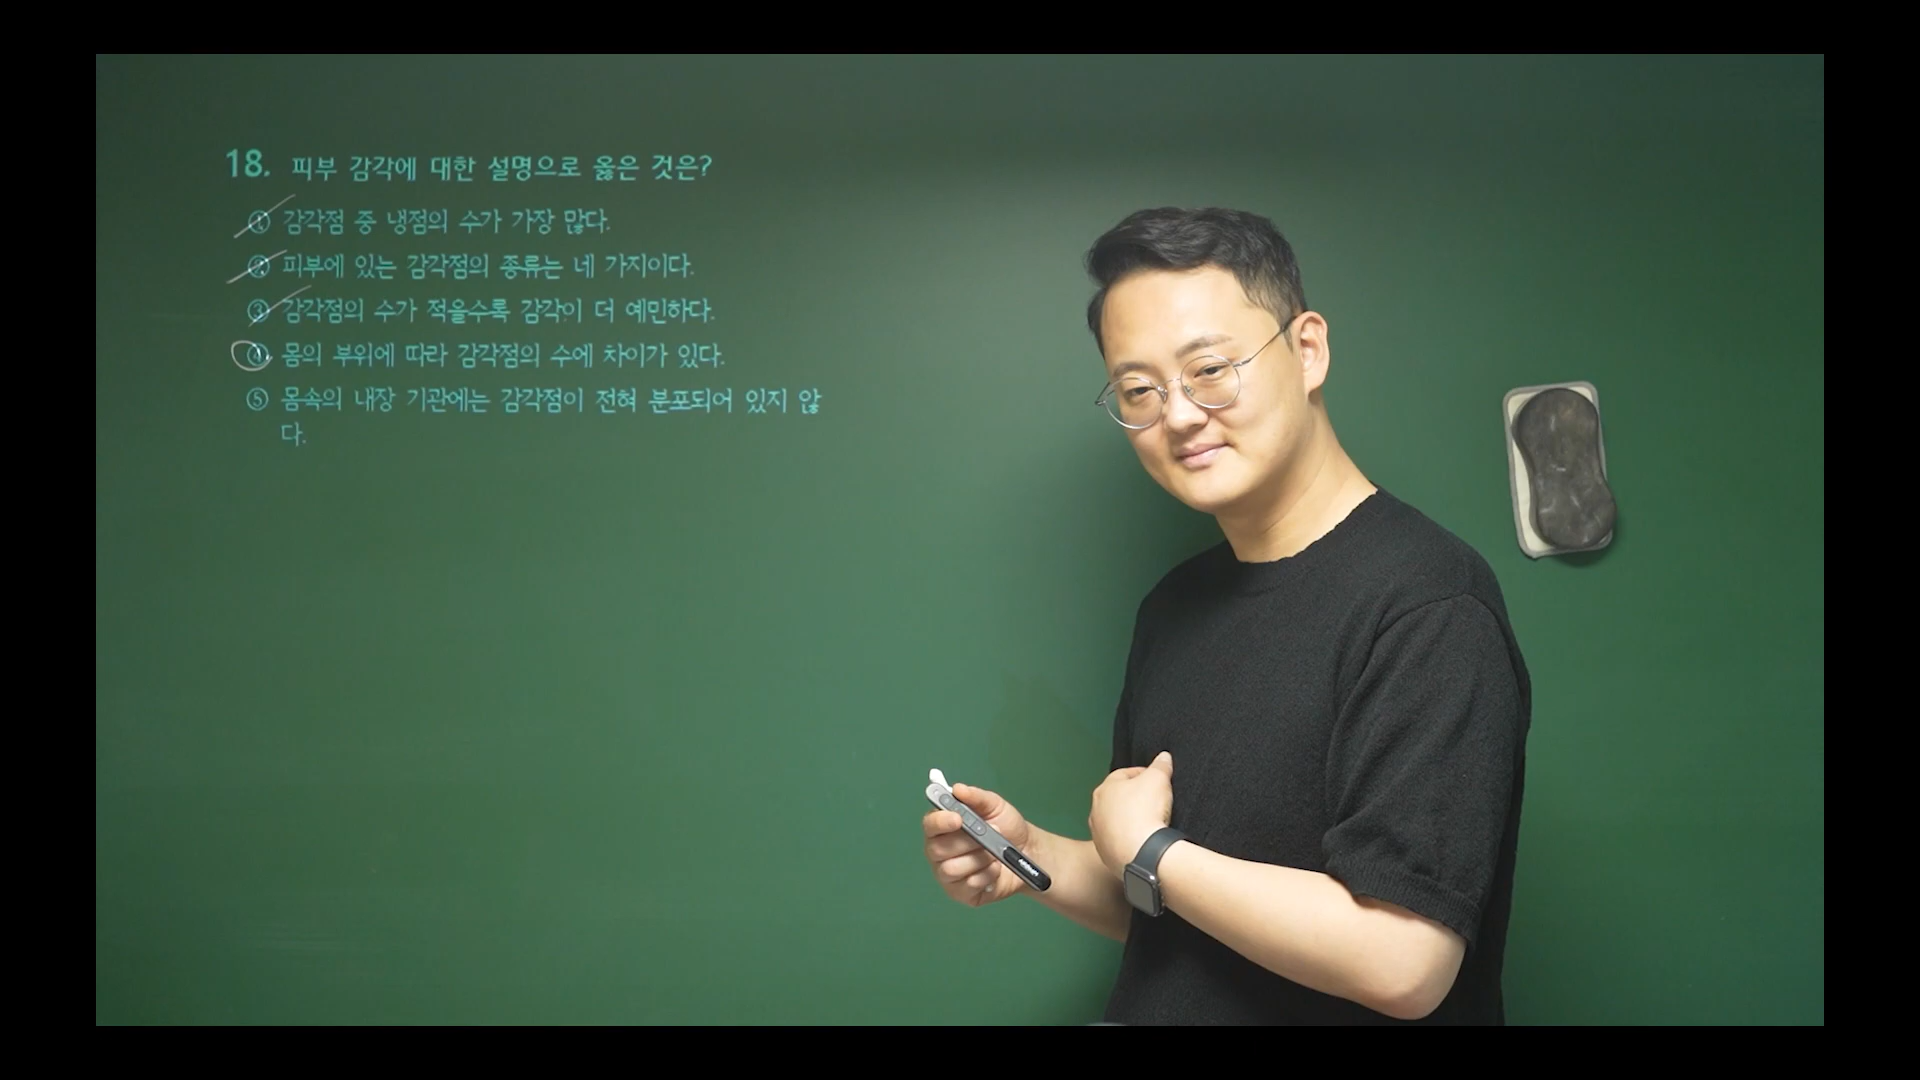 18. 피부 감각에 대한 설명으로 옳은 것은?
① 감각점 중 냉점의 수가 가장 많다.
② 피부에 있는 감각점의 종류는 네 가지이다.
③ 감각점의 수가 적을수록 감각이 더 예민하다.
④ 몸의 부위에 따라 감각점의 수에 차이가 있다.
⑤ 몸속의 내장 기관에는 감각점이 전혀 분포되어 있지 않
다.